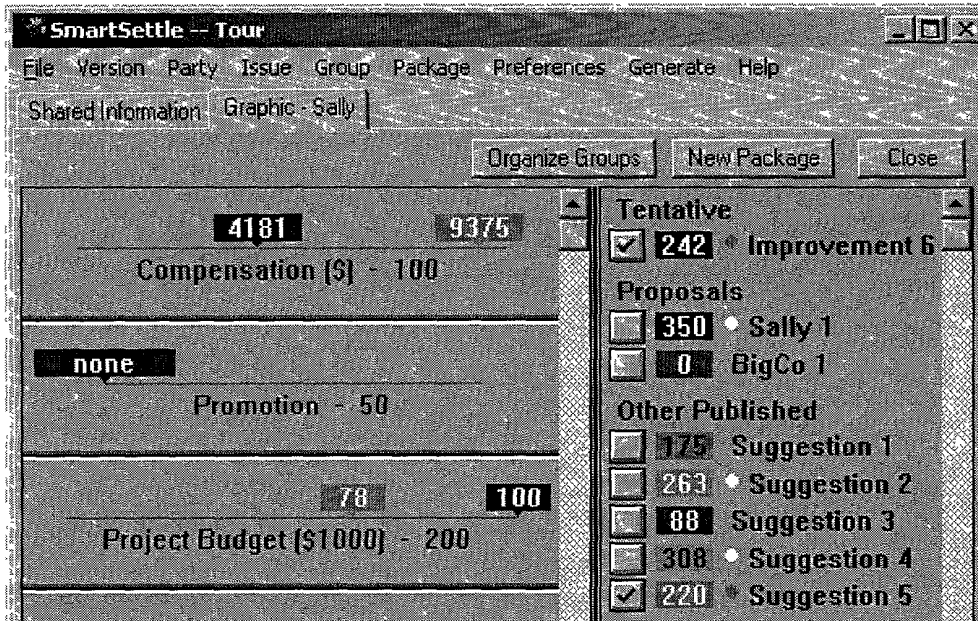 SmartSettle -- Tour
File Version Party Issue Group Package Preferences Generate Help
Shared Information Graphic - Sally
Organize Groups New Package Close
4181 9375
Compensation ($) - 100
none
Promotion - 50
78 100
Project Budget ($1000) - 200
Tentative
242 * Improvement 6
Proposals
350 Sally 1
0 BigCo 1
Other Published
175 Suggestion 1
263 Suggestion 2
88 Suggestion 3
308 Suggestion 4
220 * Suggestion 5